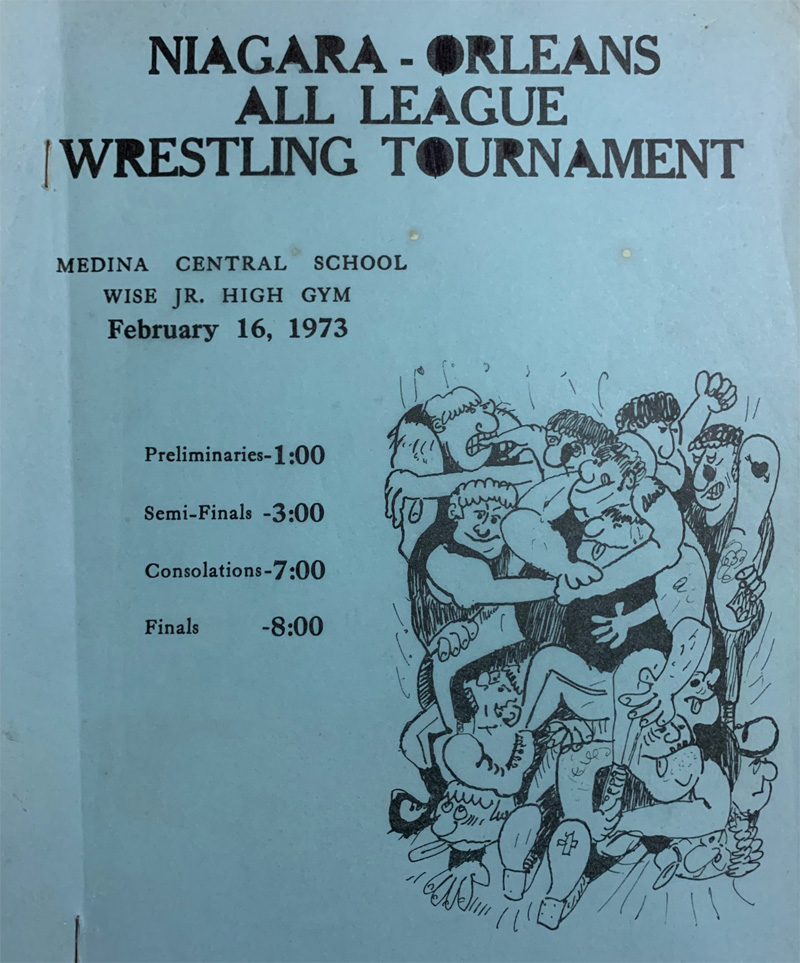 NIAGARA - ORLEANS
ALL LEAGUE
WRESTLING TOURNAMENT
MEDINA CENTRAL SCHOOL
WISE JR. HIGH GYM
February 16, 1973
Preliminaries-1:00
Semi-Finals -3:00
Consolations-7:00
Finals -8:00